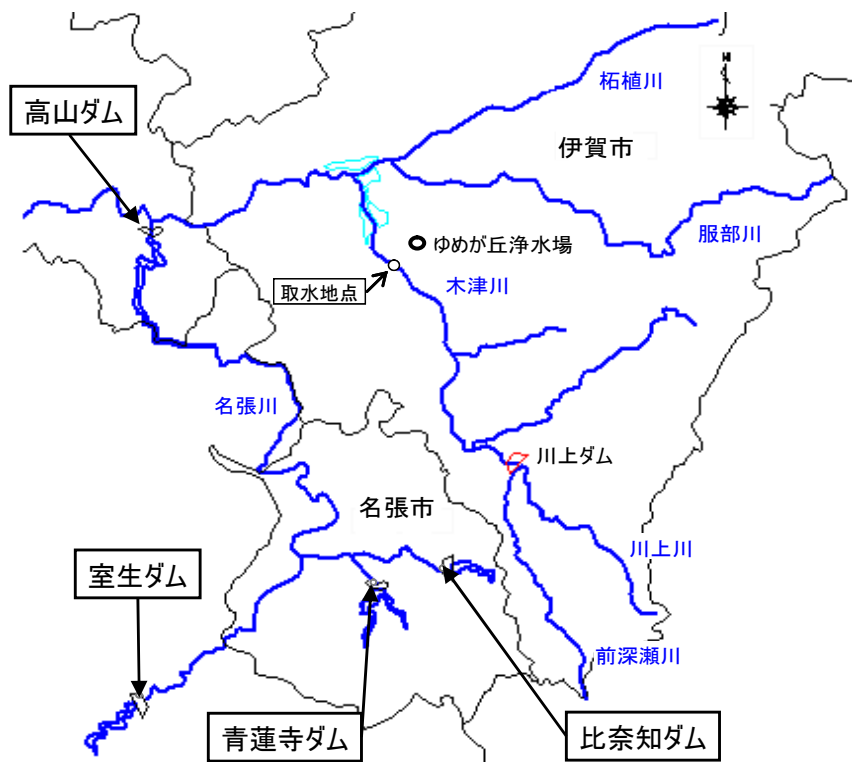 N
柘植川
高山ダム
伊賀市
服部川
ゆめが丘浄水場
取水地点
木津川
名張川
川上ダム
名張市
川上川
室生ダム
前深瀬川
青蓮寺ダム
比奈知ダム